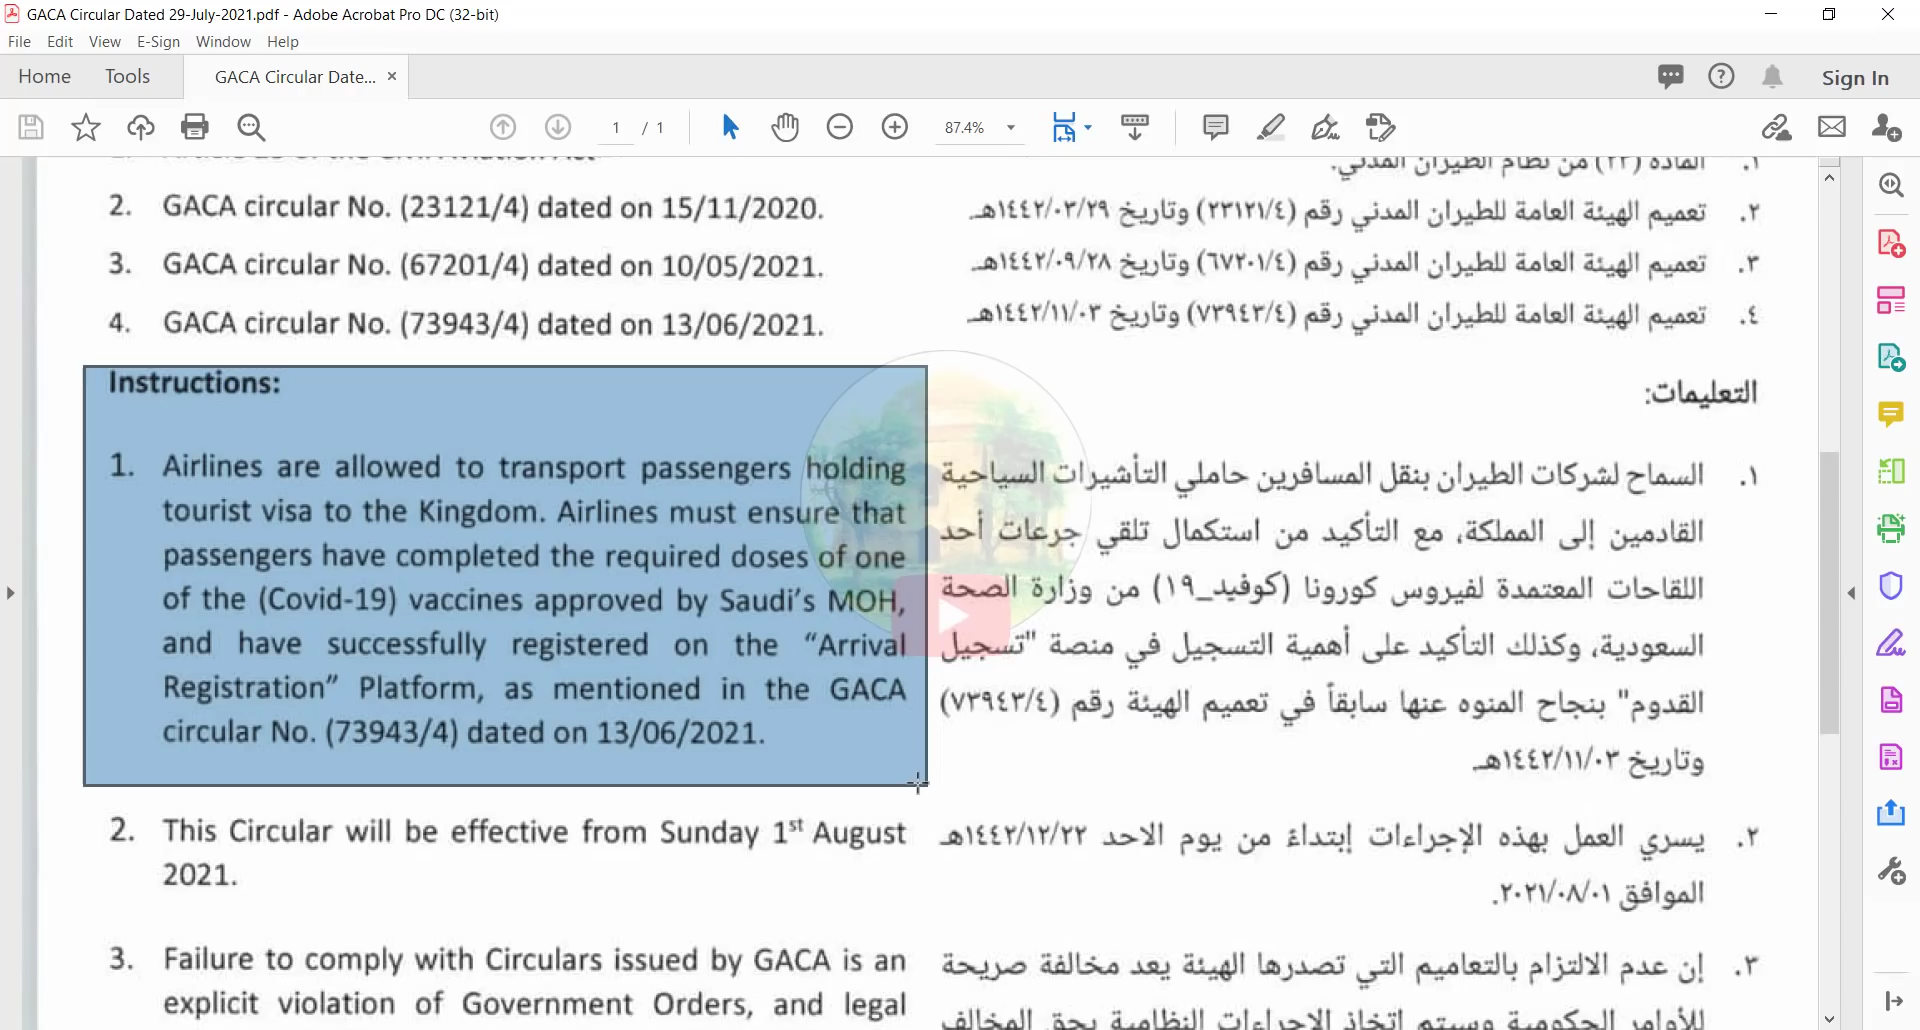 GACA Circular Dated 29-July-2021.pdf - Adobe Acrobat Pro DC (32-bit)
File Edit View E-Sign Window Help
Home Tools GACA Circular Date... × Sign In
1 / 1 87.4%
2. GACA circular No. (23121/4) dated on 15/11/2020.
3. GACA circular No. (67201/4) dated on 10/05/2021.
4. GACA circular No. (73943/4) dated on 13/06/2021.
Instructions:
1. Airlines are allowed to transport passengers holding
tourist visa to the Kingdom. Airlines must ensure that
passengers have completed the required doses of one
of the (Covid-19) vaccines approved by Saudi's MOH,
and have successfully registered on the “Arrival
Registration” Platform, as mentioned in the GACA
circular No. (73943/4) dated on 13/06/2021.
2. This Circular will be effective from Sunday 1st August
2021.
3. Failure to comply with Circulars issued by GACA is an
explicit violation of Government Orders, and legal
٢. تعميم الهيئة العامة للطيران المدني رقم (٢٣١٢١/٤) وتاريخ ١٤٤٢/٠٣/٢٩هـ.
٣. تعميم الهيئة العامة للطيران المدني رقم (٦٧٢٠١/٤) وتاريخ ١٤٤٢/٠٩/٢٨هـ.
٤. تعميم الهيئة العامة للطيران المدني رقم (٧٣٩٤٣/٤) وتاريخ ١٤٤٢/١١/٠٣هـ.
التعليمات:
١. السماح لشركات الطيران بنقل المسافرين حاملي التأشيرات السياحية
القادمين إلى المملكة، مع التأكيد من استكمال تلقي جرعات أحد
اللقاحات المعتمدة لفيروس كورونا (كوفيد_١٩) من وزارة الصحة
السعودية، وكذلك التأكيد على أهمية التسجيل في منصة "تسجيل
القدوم" بنجاح المنوه عنها سابقاً في تعميم الهيئة رقم (٧٣٩٤٣/٤)
وتاريخ ١٤٤٢/١١/٠٣هـ.
٢. يسري العمل بهذه الإجراءات إبتداءً من يوم الاحد ١٤٤٢/١٢/٢٢هـ
الموافق ٢٠٢١/٠٨/٠١.
٣. إن عدم الالتزام بالتعاميم التي تصدرها الهيئة يعد مخالفة صريحة
للأوامر الحكومية وسيتم اتخاذ الإجراءات النظامية بحق المخالف